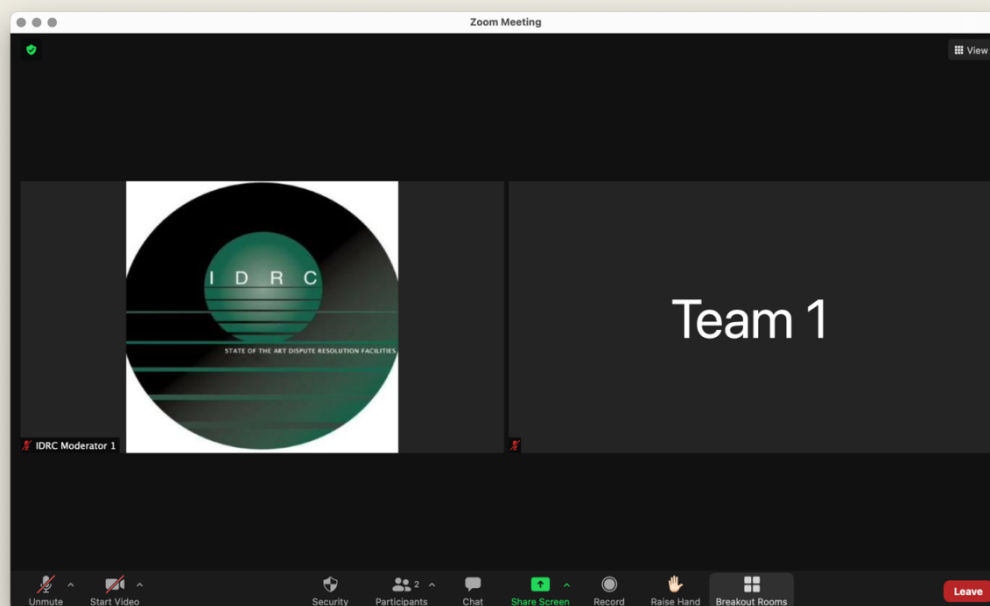 Zoom Meeting
View
I D R C
STATE OF THE ART DISPUTE RESOLUTION FACILITIES
Team 1
IDRC Moderator 1
2
Unmute
Start Video
Security
Participants
Chat
Share Screen
Record
Raise Hand
Breakout Rooms
Leave